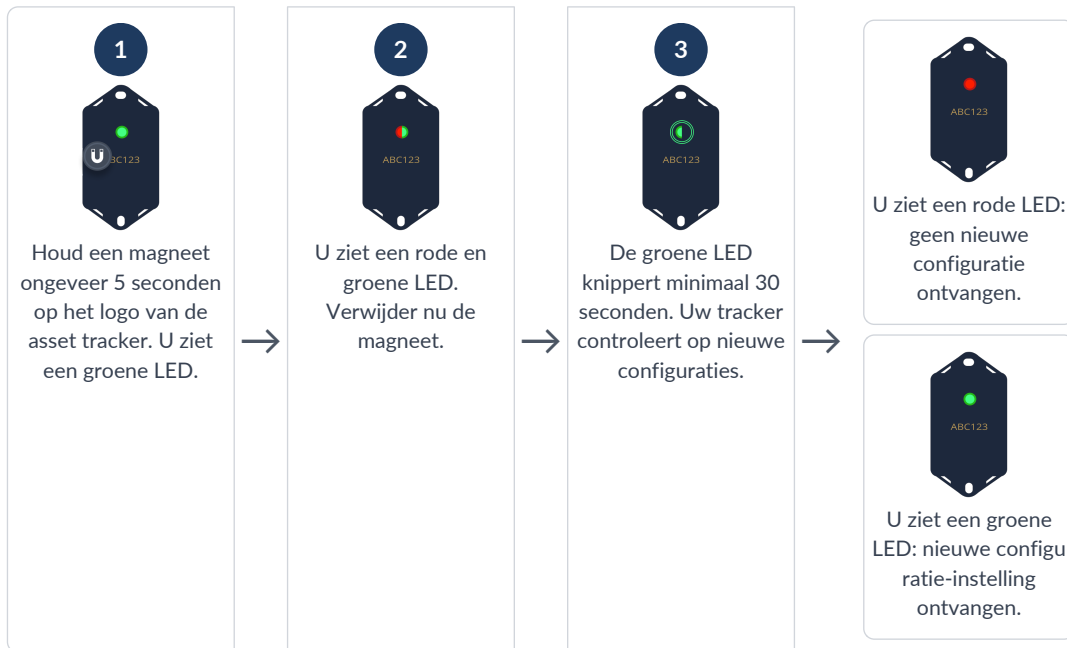 1
BC123
Houd een magneet
ongeveer 5 seconden
op het logo van de
asset tracker. U ziet
een groene LED.
2
ABC123
U ziet een rode en
groene LED.
Verwijder nu de
magneet.
3
ABC123
De groene LED
knippert minimaal 30
seconden. Uw tracker
controleert op nieuwe
configuraties.
ABC123
U ziet een rode LED:
geen nieuwe
configuratie
ontvangen.
ABC123
U ziet een groene
LED: nieuwe configu
ratie-instelling
ontvangen.